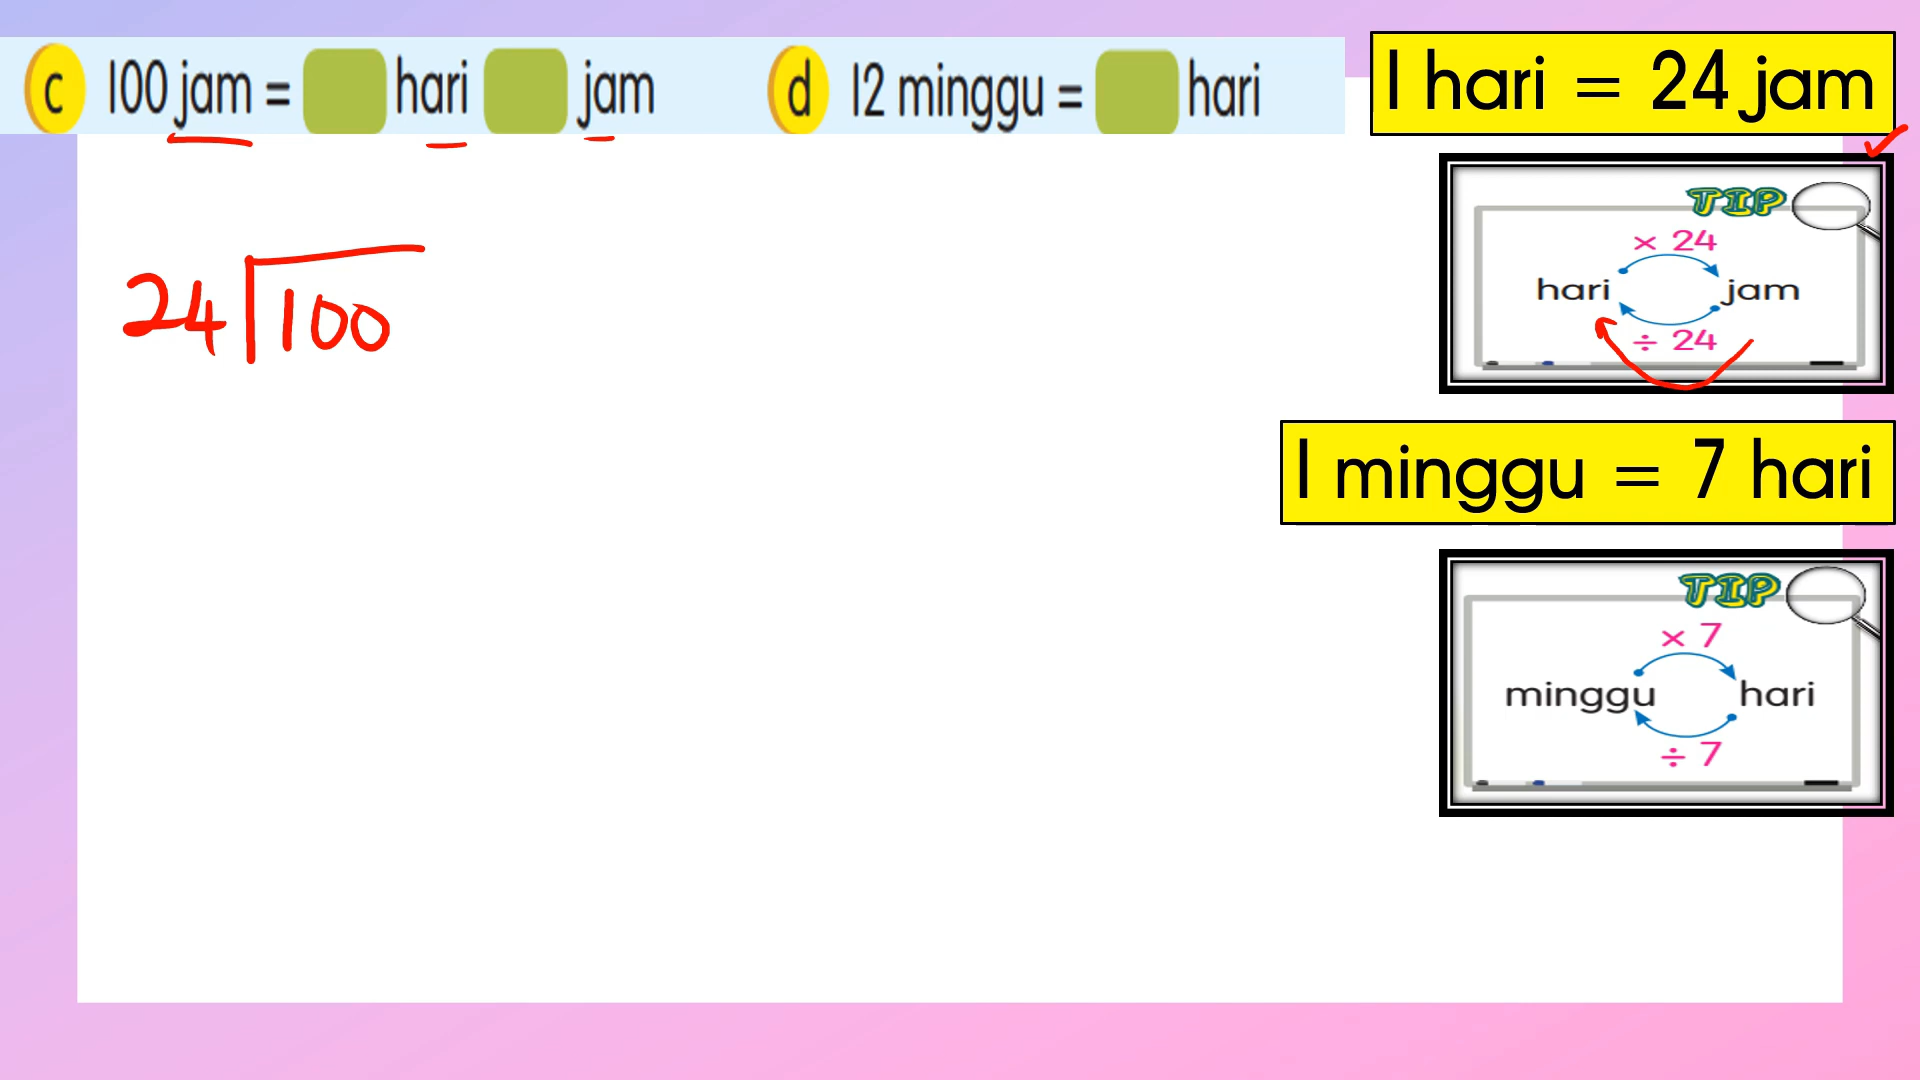 c 100 jam = hari jam
d 12 minggu = hari
1 hari = 24 jam
24 100
TIP
× 24
hari jam
÷ 24
1 minggu = 7 hari
TIP
× 7
minggu hari
÷ 7